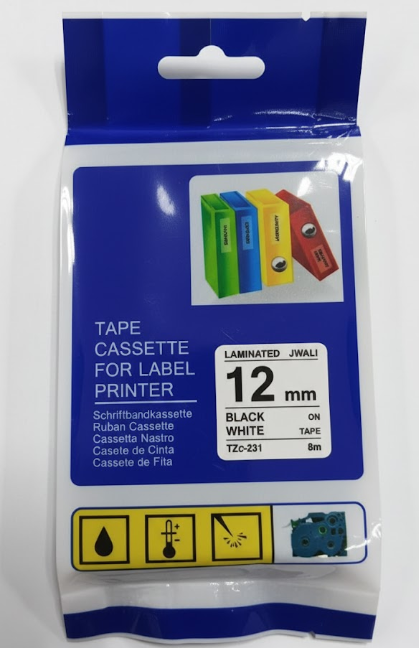 TAPE
CASSETTE
FOR LABEL
PRINTER
Schriftbandkassette
Ruban Cassette
Cassetta Nastro
Casete de Cinta
Cassete de Fita
LAMINATED JWALI
12 mm
BLACK ON
WHITE TAPE
TZc-231 8m